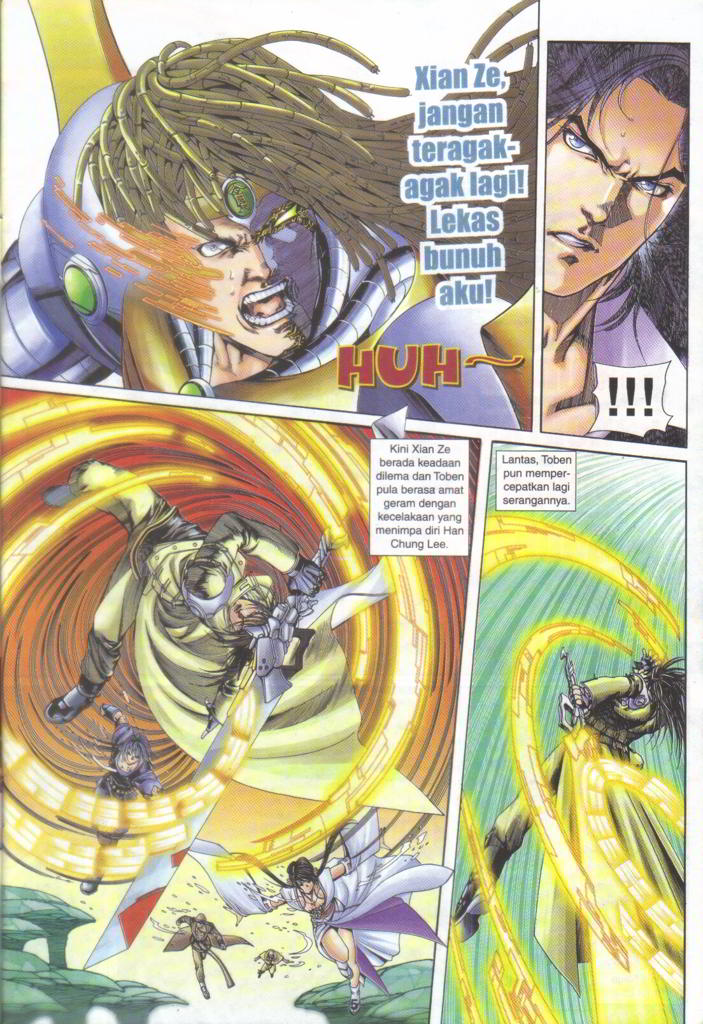 Xian Ze,
jangan
teragak-
agak lagi!
Lekas
bunuh
aku!
HUH~
!!!
Kini Xian Ze
berada keadaan
dilema dan Toben
pula berasa amat
geram dengan
kecelakaan yang
menimpa diri Han
Chung Lee.
Lantas, Toben
pun memper-
cepatkan lagi
serangannya.